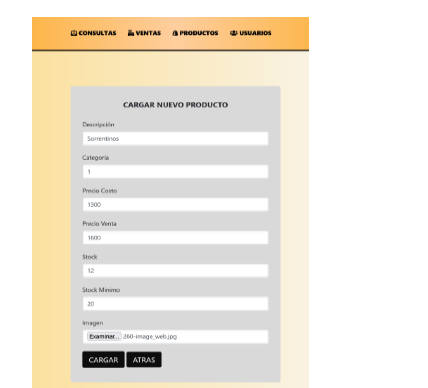 CONSULTAS VENTAS PRODUCTOS USUARIOS
CARGAR NUEVO PRODUCTO
Descripción
Sorrentinos
Categoría
1
Precio Costo
1300
Precio Venta
1600
Stock
12
Stock Minimo
20
Imagen
Examinar... 260-image_web.jpg
CARGAR ATRAS